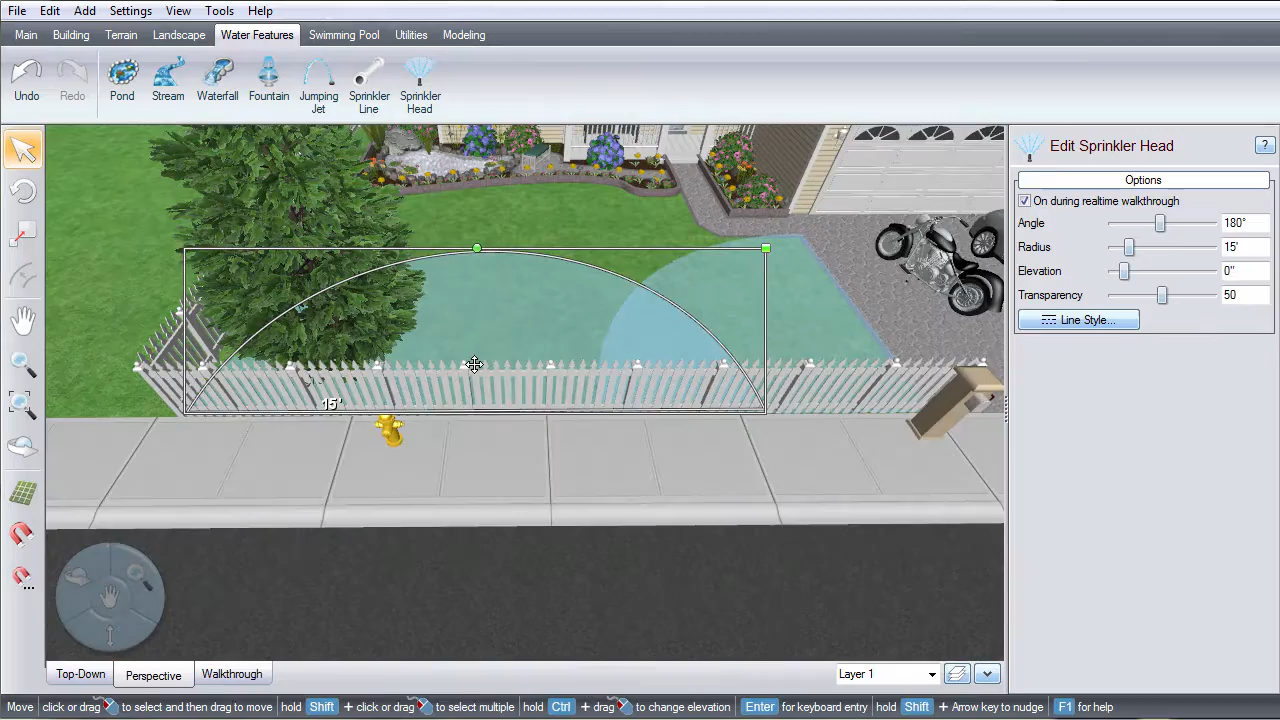 File Edit Add Settings View Tools Help
Main Building Terrain Landscape Water Features Swimming Pool Utilities Modeling
Undo Redo Pond Stream Waterfall Fountain Jumping Jet Sprinkler Line Sprinkler Head
Edit Sprinkler Head ?
Options
On during realtime walkthrough
Angle 180°
Radius 15'
Elevation 0"
Transparency 50
Line Style...
15'
Top-Down Perspective Walkthrough Layer 1
Move click or drag to select and then drag to move hold Shift + click or drag to select multiple hold Ctrl + drag to change elevation Enter for keyboard entry hold Shift + Arrow key to nudge F1 for help